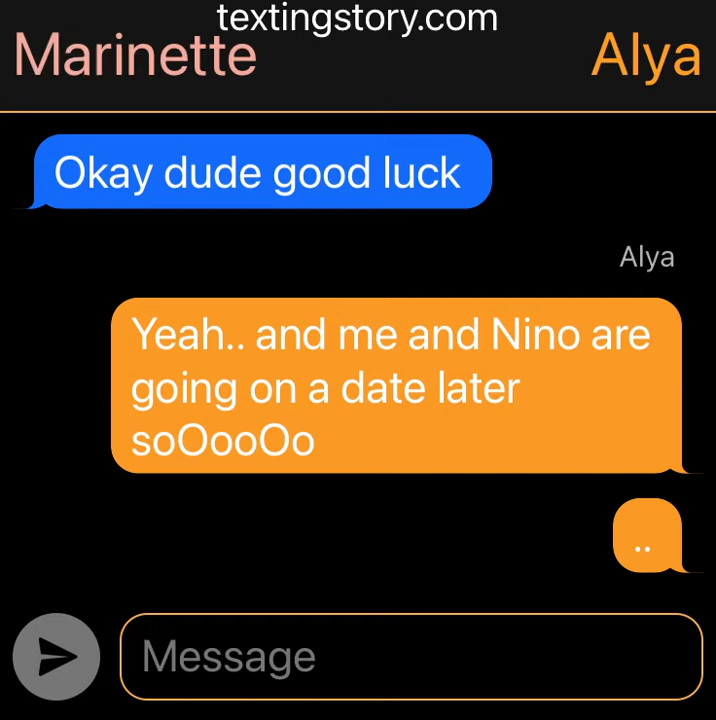 textingstory.com
Marinette
Alya
Okay dude good luck
Alya
Yeah.. and me and Nino are
going on a date later
soOooOo
..
Message